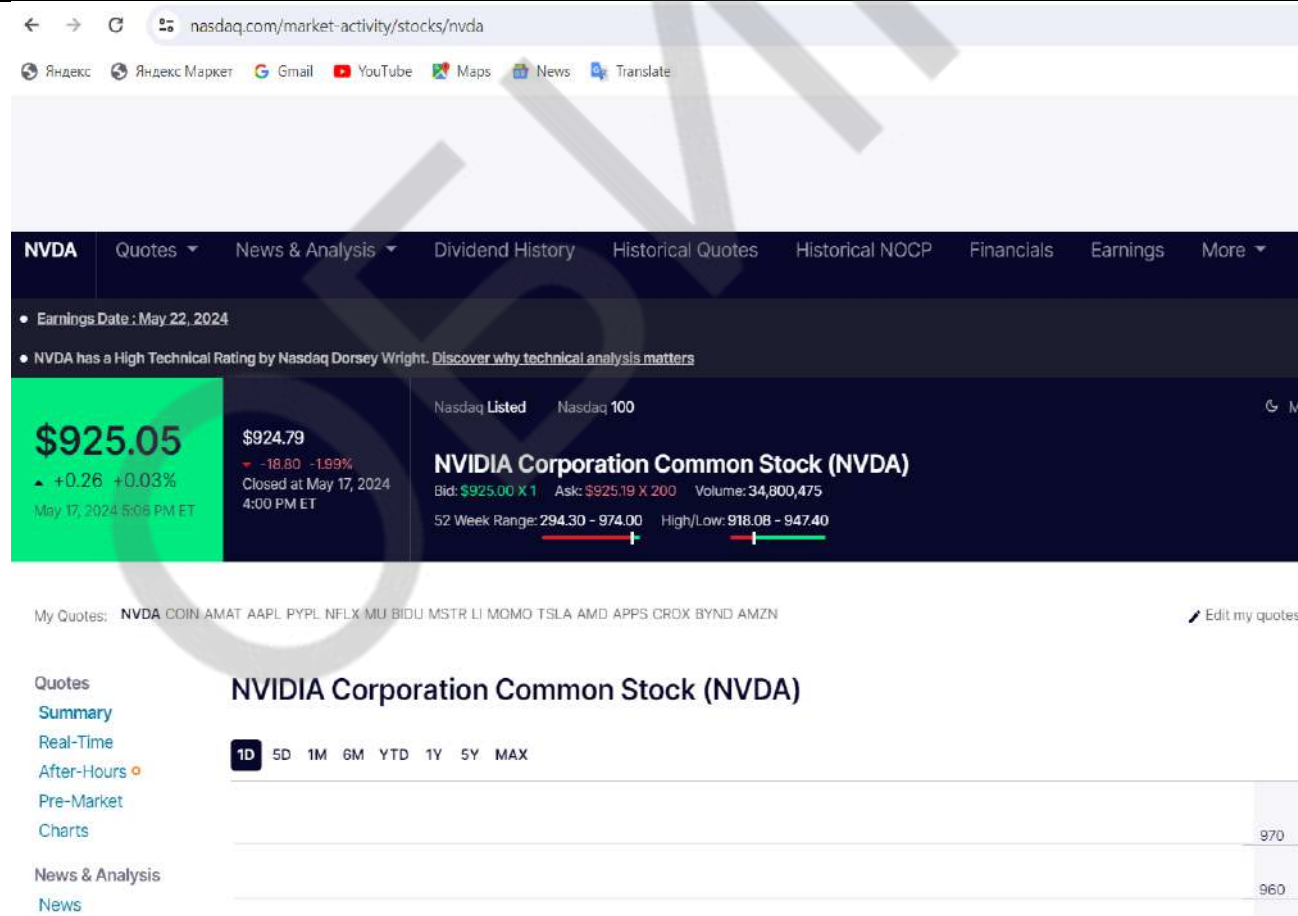 nasdaq.com/market-activity/stocks/nvda
Яндекс Яндекс Маркет Gmail YouTube Maps News Translate
NVDA Quotes News & Analysis Dividend History Historical Quotes Historical NOCP Financials Earnings More
Earnings Date : May 22, 2024
NVDA has a High Technical Rating by Nasdaq Dorsey Wright. Discover why technical analysis matters
Nasdaq Listed Nasdaq 100 M
$925.05
+0.26 +0.03%
May 17, 2024 5:06 PM ET
$924.79
-18.80 -1.99%
Closed at May 17, 2024
4:00 PM ET
NVIDIA Corporation Common Stock (NVDA)
Bid: $925.00 X 1 Ask: $925.19 X 200 Volume: 34,800,475
52 Week Range: 294.30 - 974.00 High/Low: 918.08 - 947.40
My Quotes: NVDA COIN AMAT AAPL PYPL NFLX MU BIDU MSTR LI MOMO TSLA AMD APPS CROX BYND AMZN
Edit my quotes
Quotes
Summary
Real-Time
After-Hours
Pre-Market
Charts
News & Analysis
News
NVIDIA Corporation Common Stock (NVDA)
1D 5D 1M 6M YTD 1Y 5Y MAX
970
960